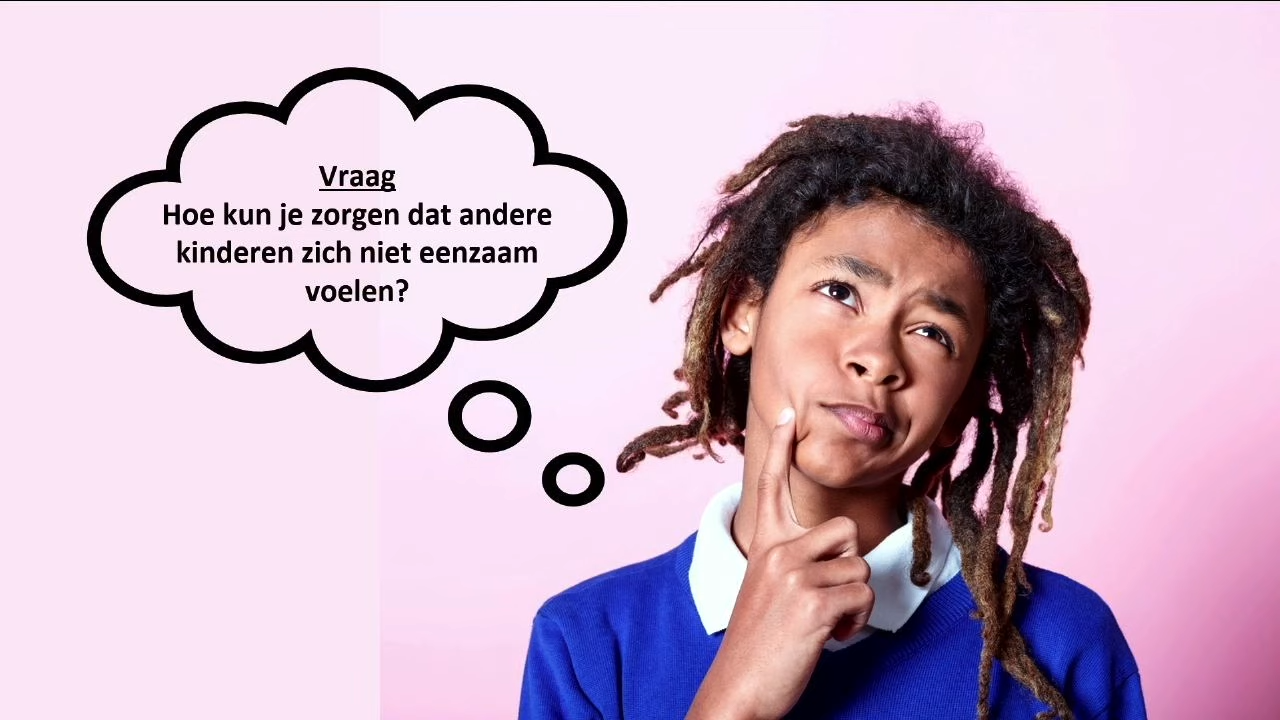 Vraag
Hoe kun je zorgen dat andere
kinderen zich niet eenzaam
voelen?